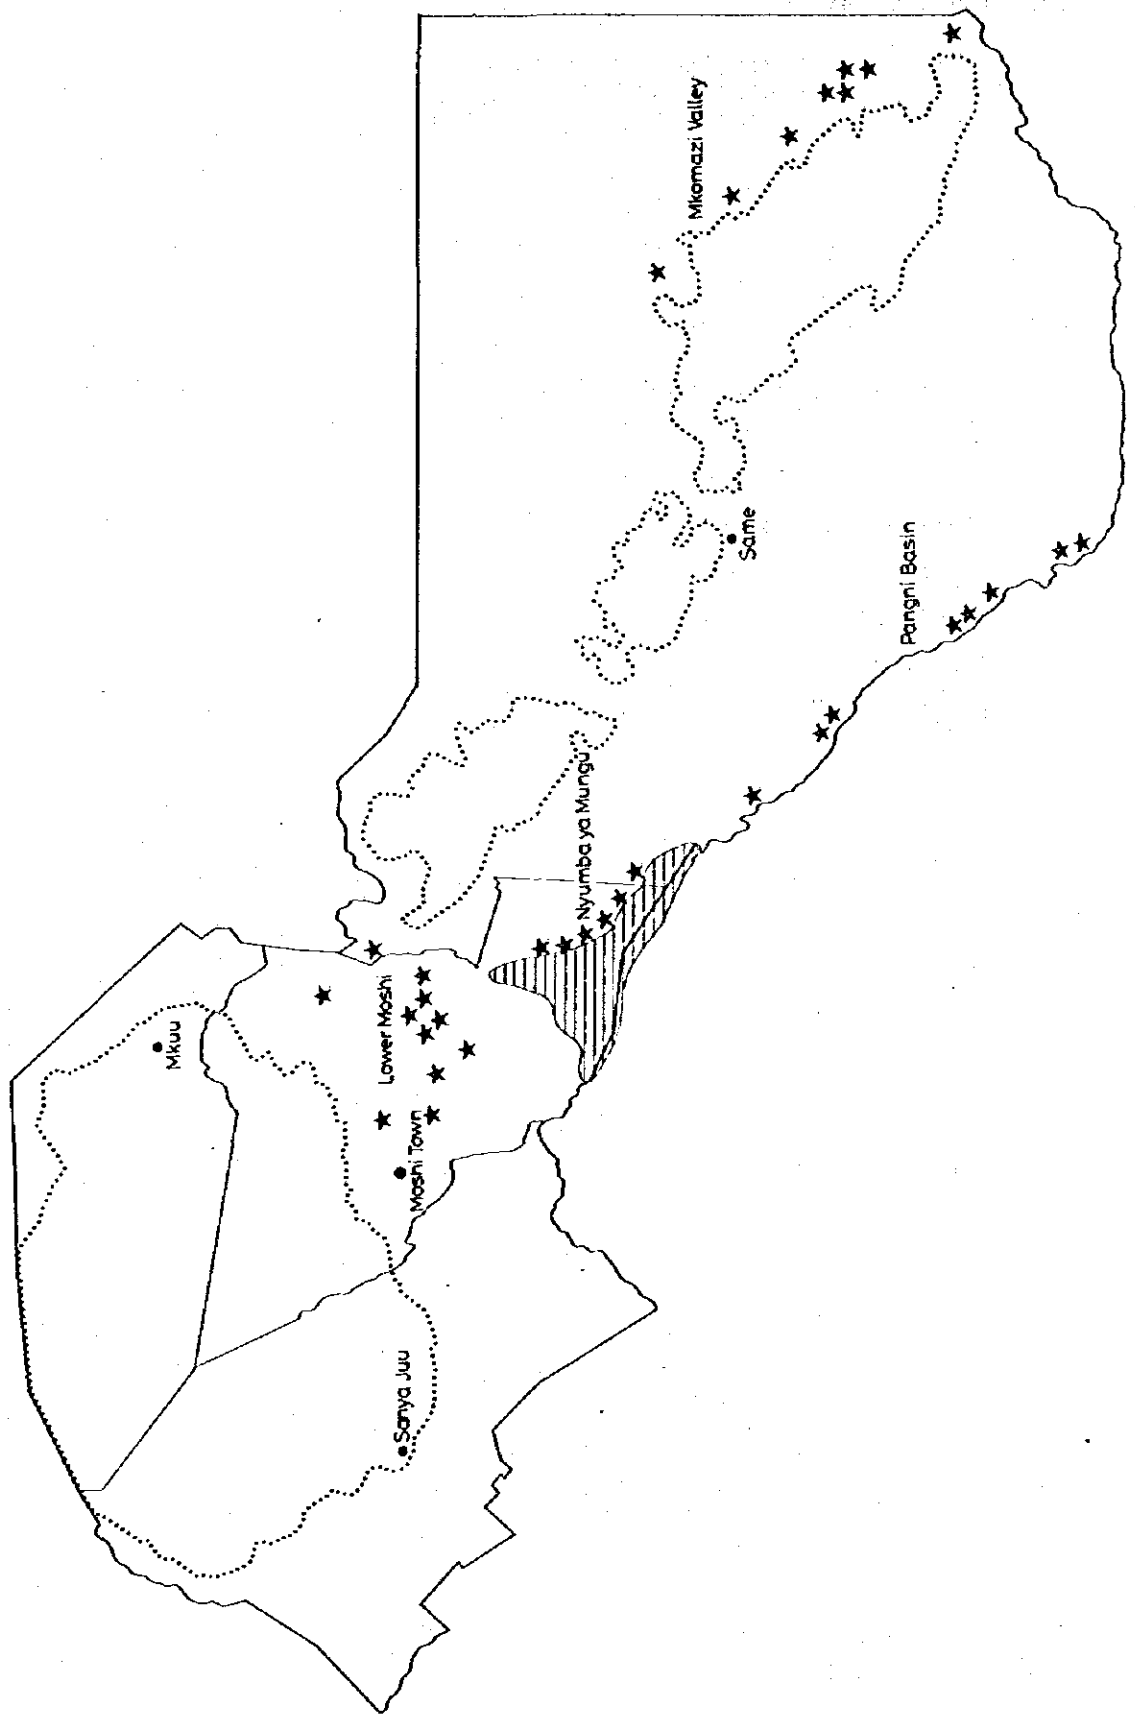 Mkuu
Sanya Juu
Moshi Town
Lower Moshi
Nyumba ya Mungu
Same
Mkomazi Valley
Pangni Basin